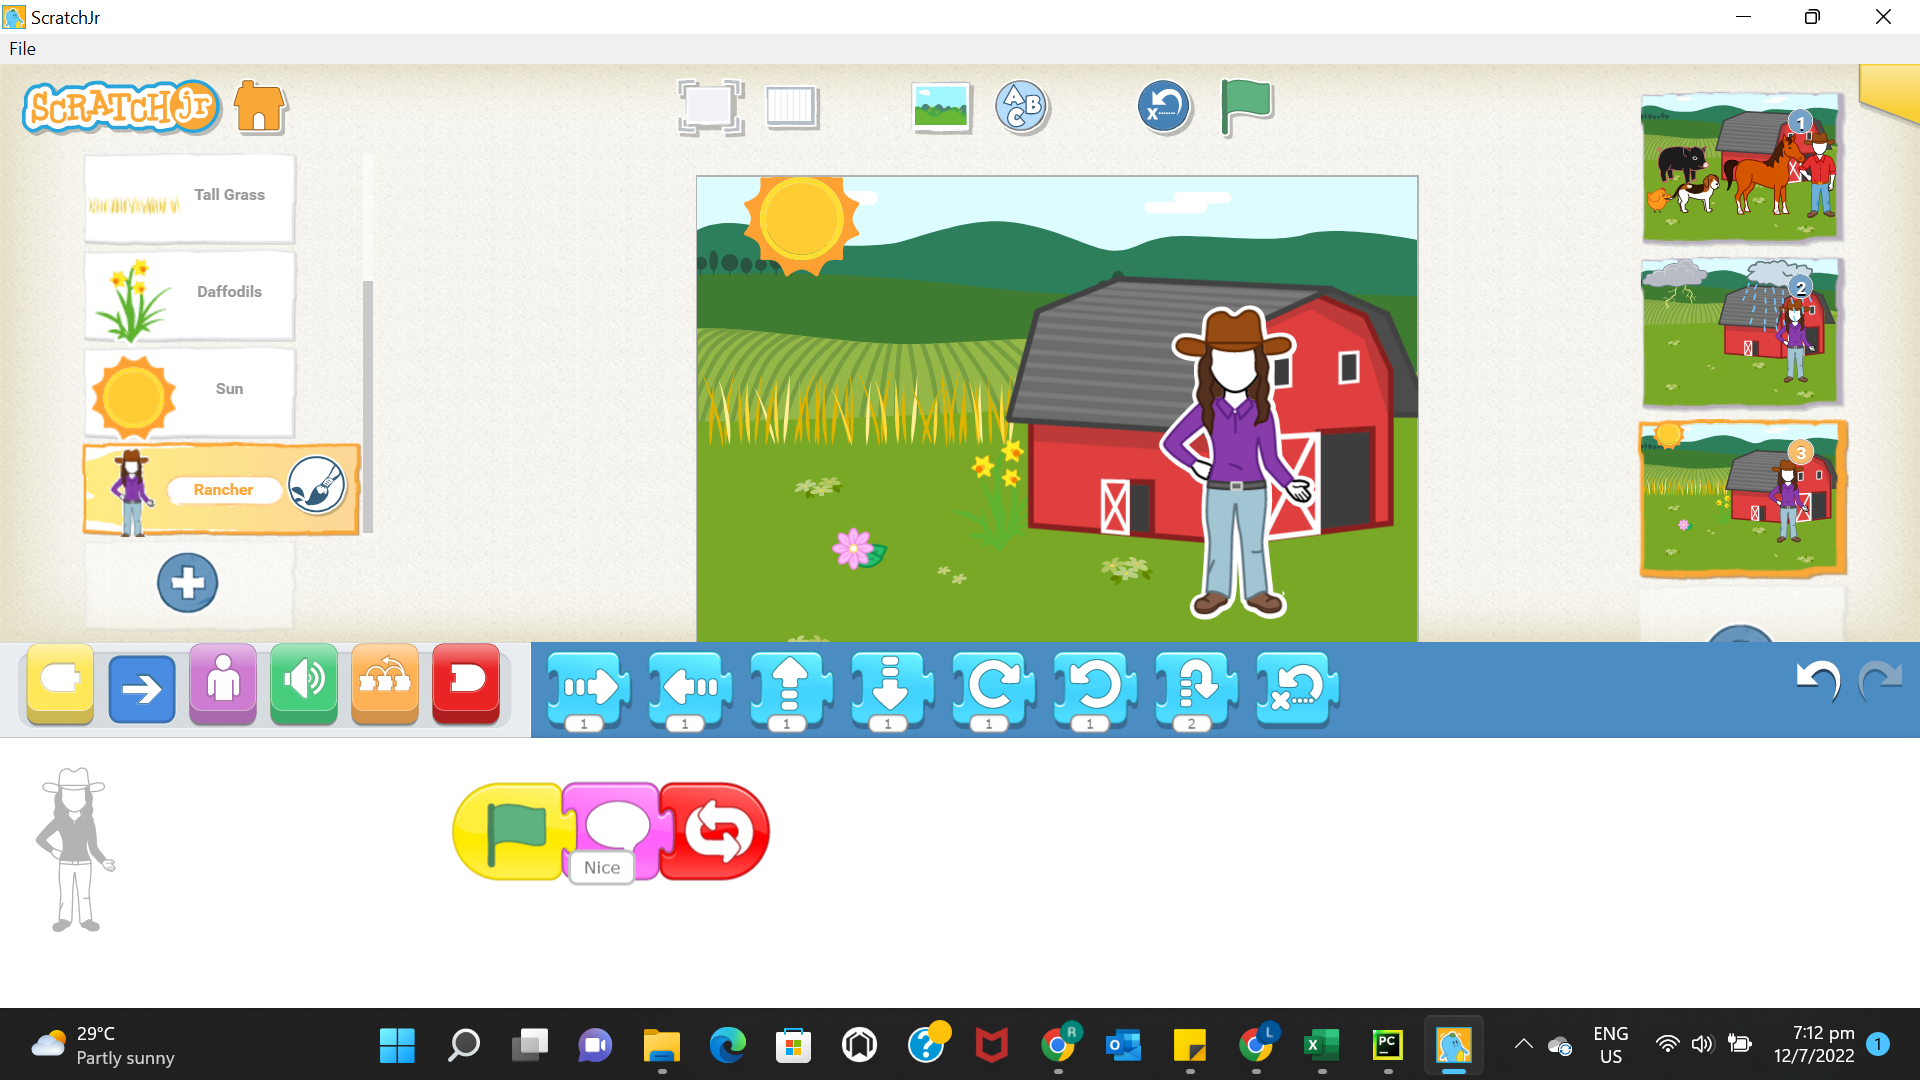 ScratchJr
File
SCRATCHJr
A
B
C
X
1
Tall Grass
Daffodils
Sun
2
Rancher
3
1
1
1
1
1
1
2
X
Nice
29°C
Partly sunny
R
L
PC
ENG
US
7:12 pm
12/7/2022
1